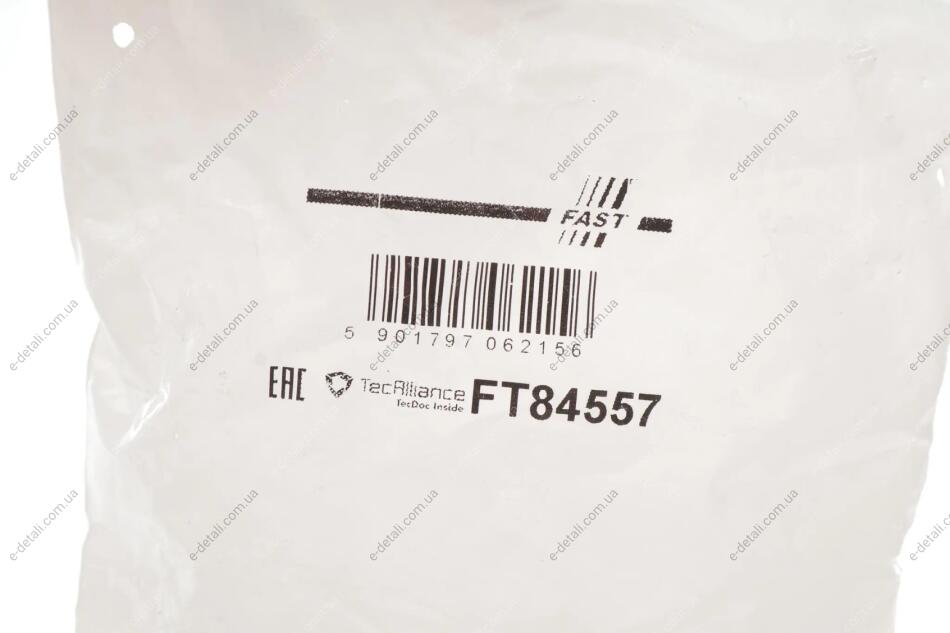 FAST
5 901797 062156
EAC TecAlliance FT84557
TecDoc Inside
e-detali.com.ua